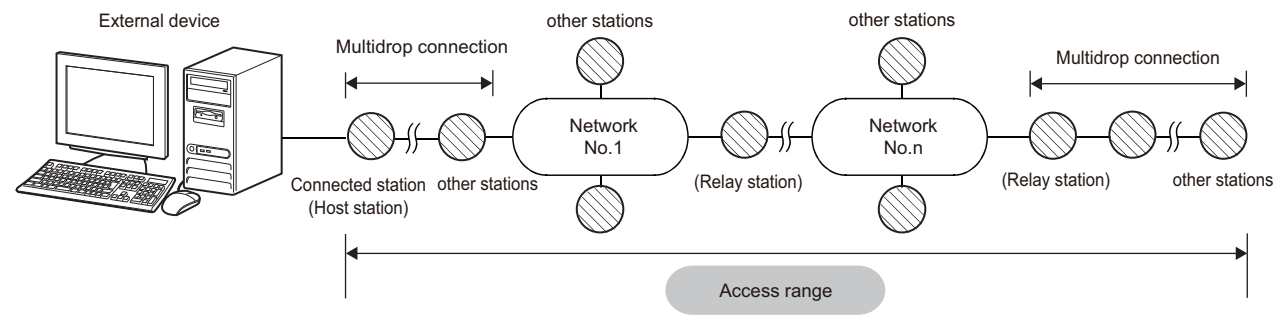 External device
other stations
other stations
Multidrop connection
Multidrop connection
Network
No.1
Network
No.n
Connected station
(Host station)
other stations
(Relay station)
(Relay station)
other stations
Access range